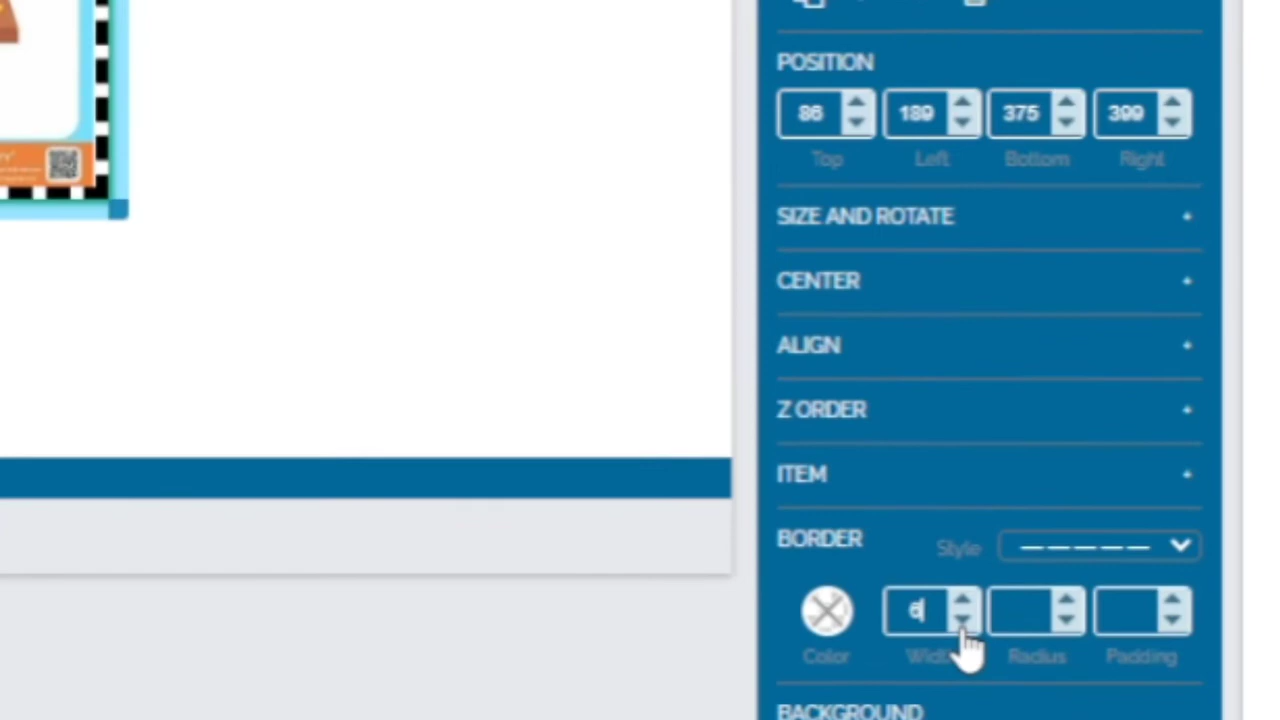 POSITION
86 189 375 399
Top Left Bottom Right
SIZE AND ROTATE +
CENTER +
ALIGN +
Z ORDER +
ITEM +
BORDER Style
6
Color Width Radius Padding
BACKGROUND